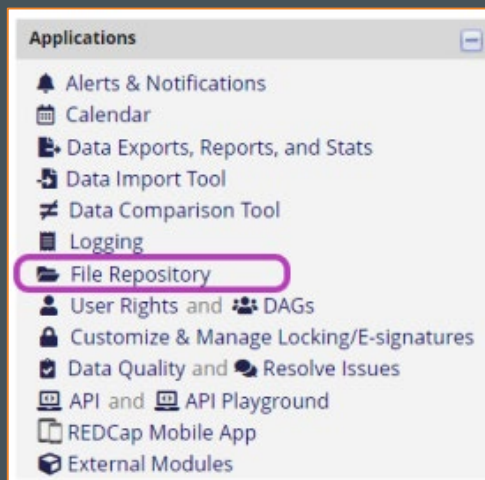 Applications
Alerts & Notifications
Calendar
Data Exports, Reports, and Stats
Data Import Tool
Data Comparison Tool
Logging
File Repository
User Rights and DAGs
Customize & Manage Locking/E-signatures
Data Quality and Resolve Issues
API and API Playground
REDCap Mobile App
External Modules